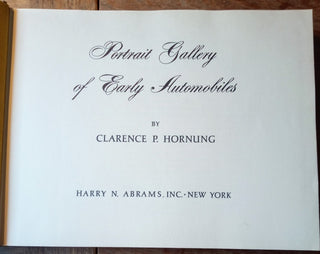 Portrait Gallery
of Early Automobiles
BY
CLARENCE P. HORNUNG
HARRY N. ABRAMS, INC. · NEW YORK